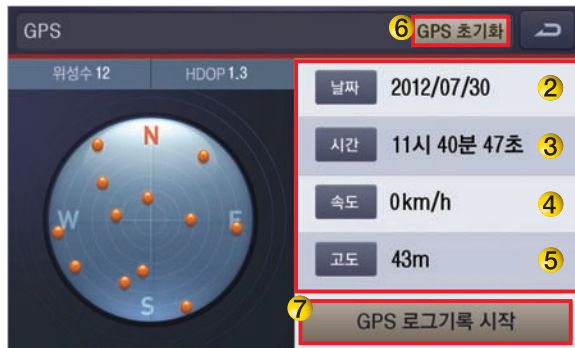 GPS
⑥ GPS 초기화
위성수 12 HDOP 1.3
날짜 2012/07/30 ②
시간 11시 40분 47초 ③
속도 0km/h ④
고도 43m ⑤
N
W E
S
⑦ GPS 로그기록 시작